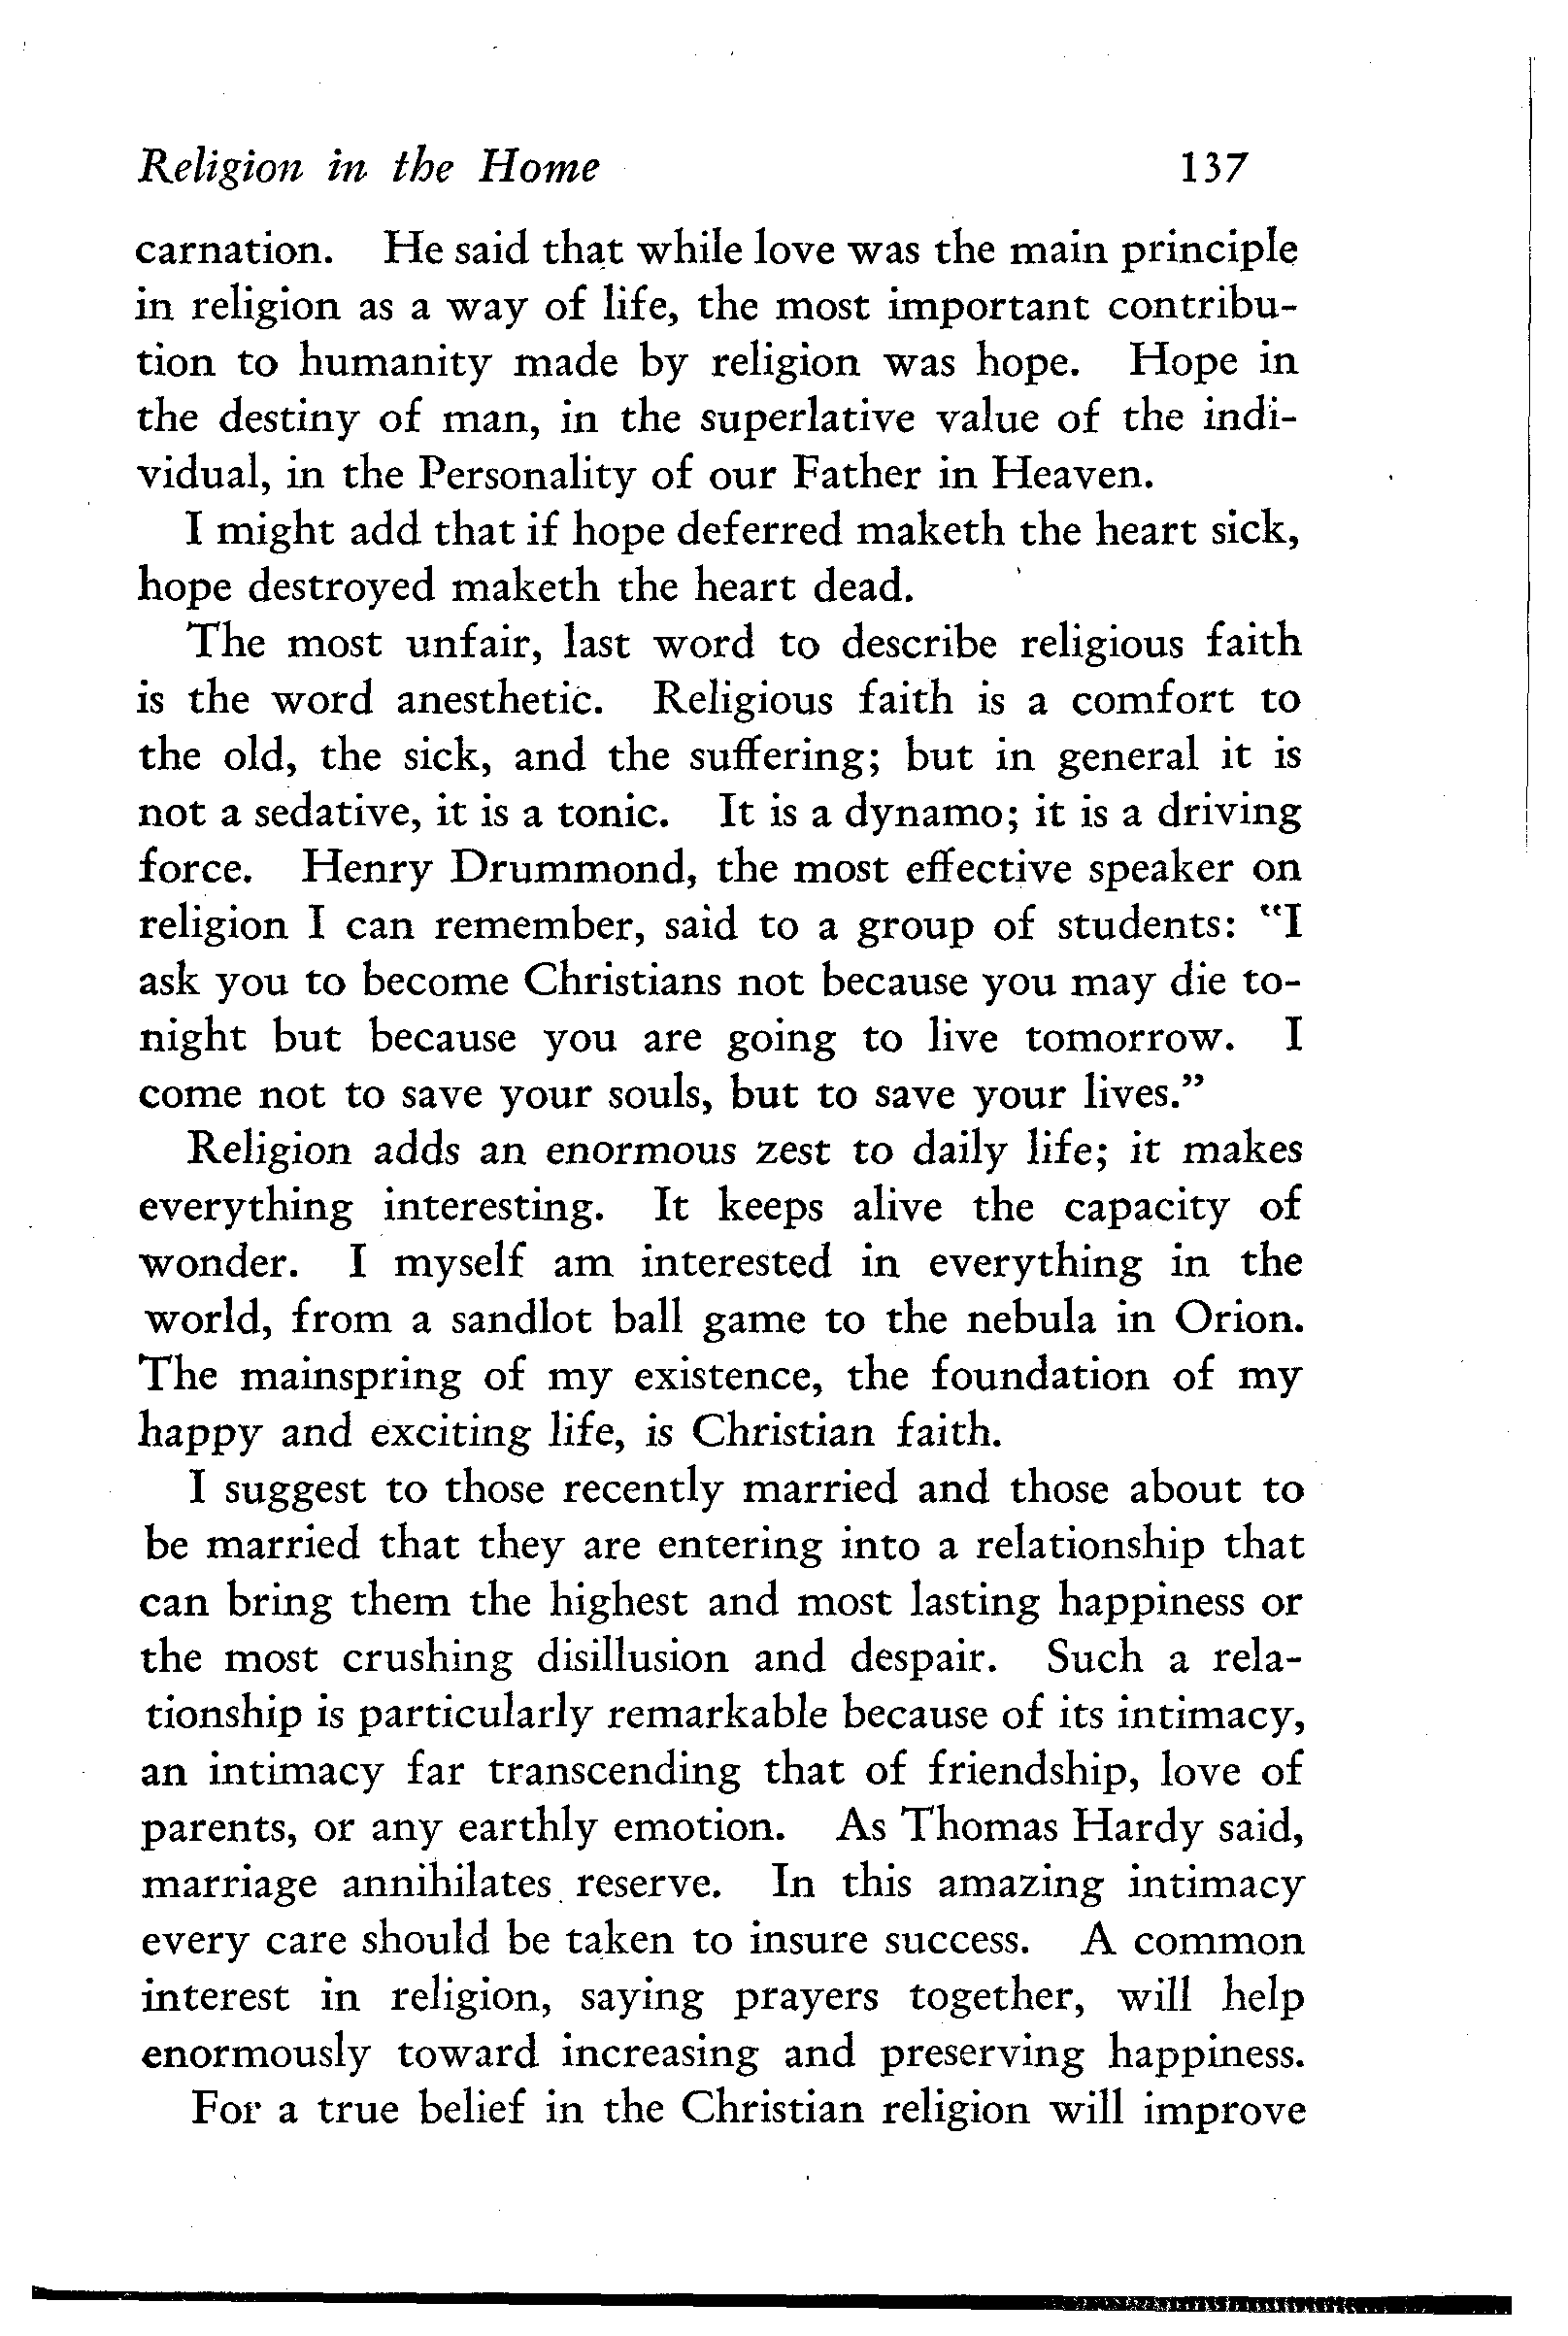 Religion in the Home 137
carnation. He said that while love was the main principle
in religion as a way of life, the most important contribu-
tion to humanity made by religion was hope. Hope in
the destiny of man, in the superlative value of the indi-
vidual, in the Personality of our Father in Heaven.
I might add that if hope deferred maketh the heart sick,
hope destroyed maketh the heart dead.
The most unfair, last word to describe religious faith
is the word anesthetic. Religious faith is a comfort to
the old, the sick, and the suffering; but in general it is
not a sedative, it is a tonic. It is a dynamo; it is a driving
force. Henry Drummond, the most effective speaker on
religion I can remember, said to a group of students: "I
ask you to become Christians not because you may die to-
night but because you are going to live tomorrow. I
come not to save your souls, but to save your lives."
Religion adds an enormous zest to daily life; it makes
everything interesting. It keeps alive the capacity of
wonder. I myself am interested in everything in the
world, from a sandlot ball game to the nebula in Orion.
The mainspring of my existence, the foundation of my
happy and exciting life, is Christian faith.
I suggest to those recently married and those about to
be married that they are entering into a relationship that
can bring them the highest and most lasting happiness or
the most crushing disillusion and despair. Such a rela-
tionship is particularly remarkable because of its intimacy,
an intimacy far transcending that of friendship, love of
parents, or any earthly emotion. As Thomas Hardy said,
marriage annihilates reserve. In this amazing intimacy
every care should be taken to insure success. A common
interest in religion, saying prayers together, will help
enormously toward increasing and preserving happiness.
For a true belief in the Christian religion will improve